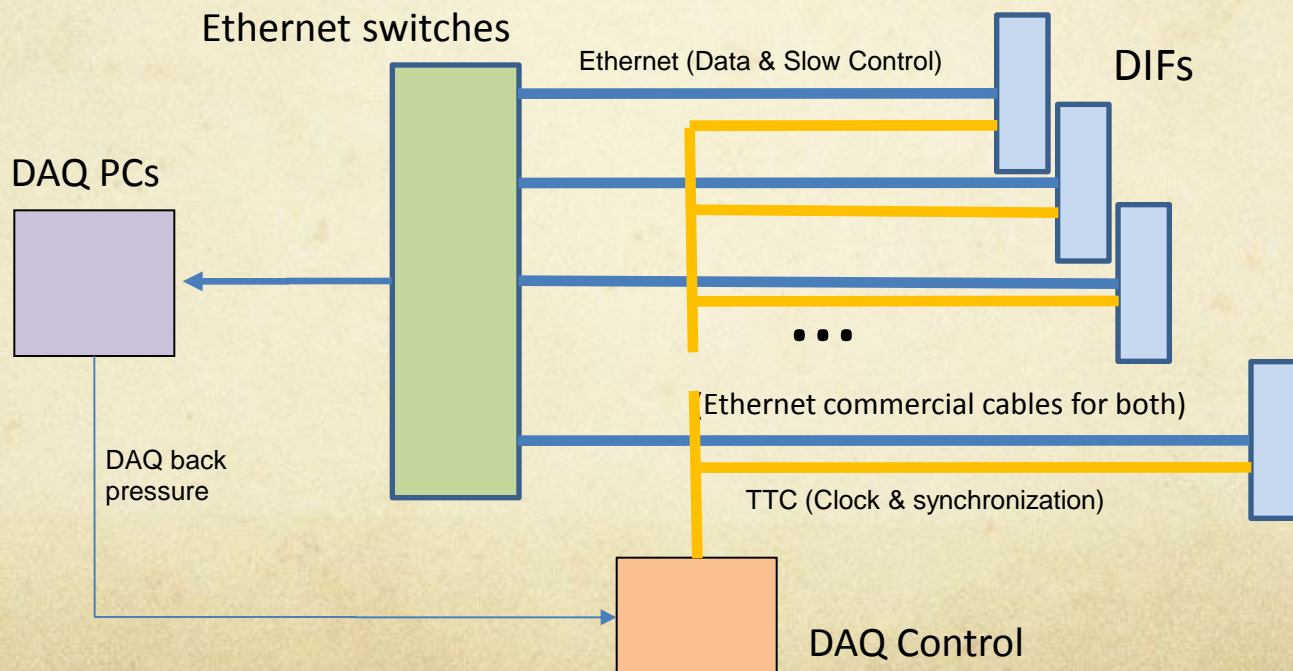 Ethernet switches
Ethernet (Data & Slow Control)
DIFs
DAQ PCs
...
(Ethernet commercial cables for both)
DAQ back
pressure
TTC (Clock & synchronization)
DAQ Control